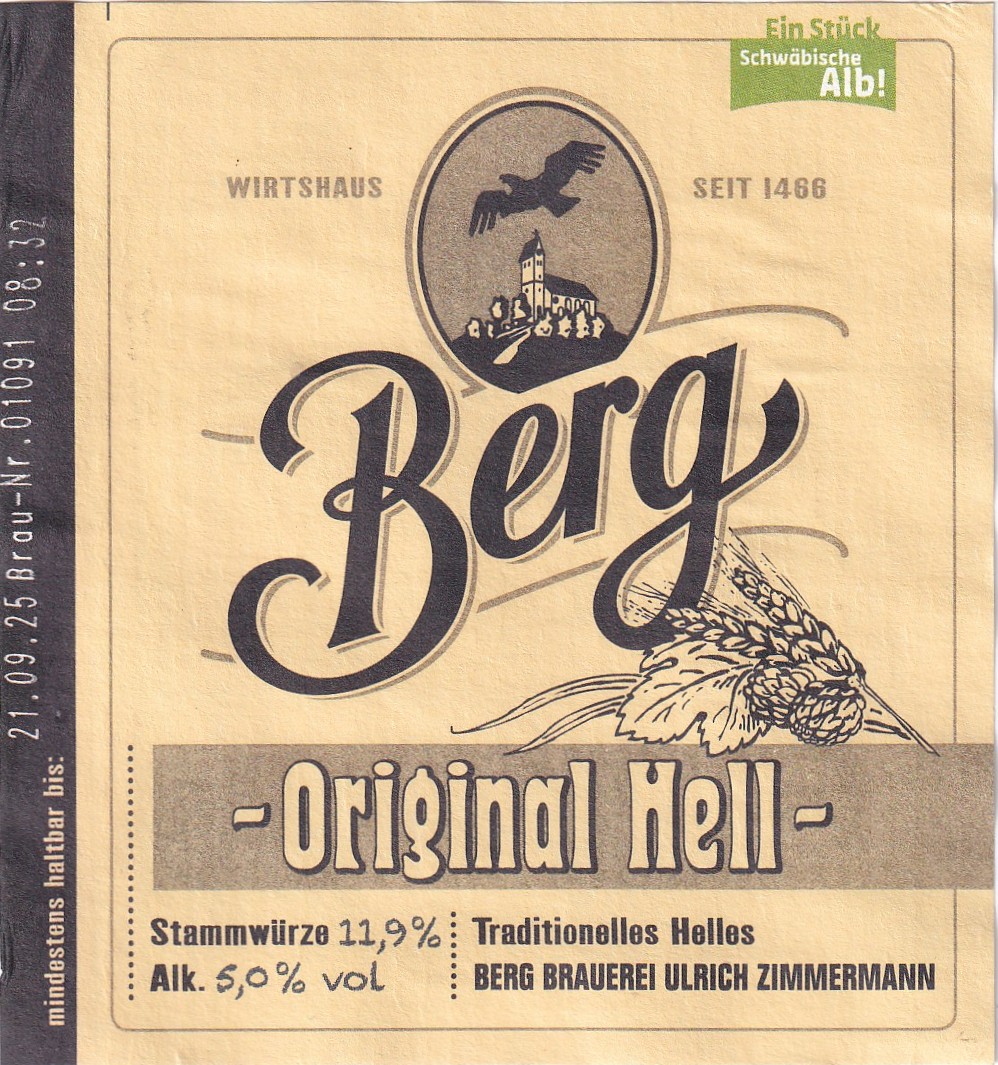 Ein Stück
Schwäbische
Alb!
WIRTSHAUS
SEIT 1466
Berg
- Original Hell -
Stammwürze 11,9%
Alk. 5,0% vol
Traditionelles Helles
BERG BRAUEREI ULRICH ZIMMERMANN
mindestens haltbar bis:
21.09.25 Brau-Nr.01091 08:32